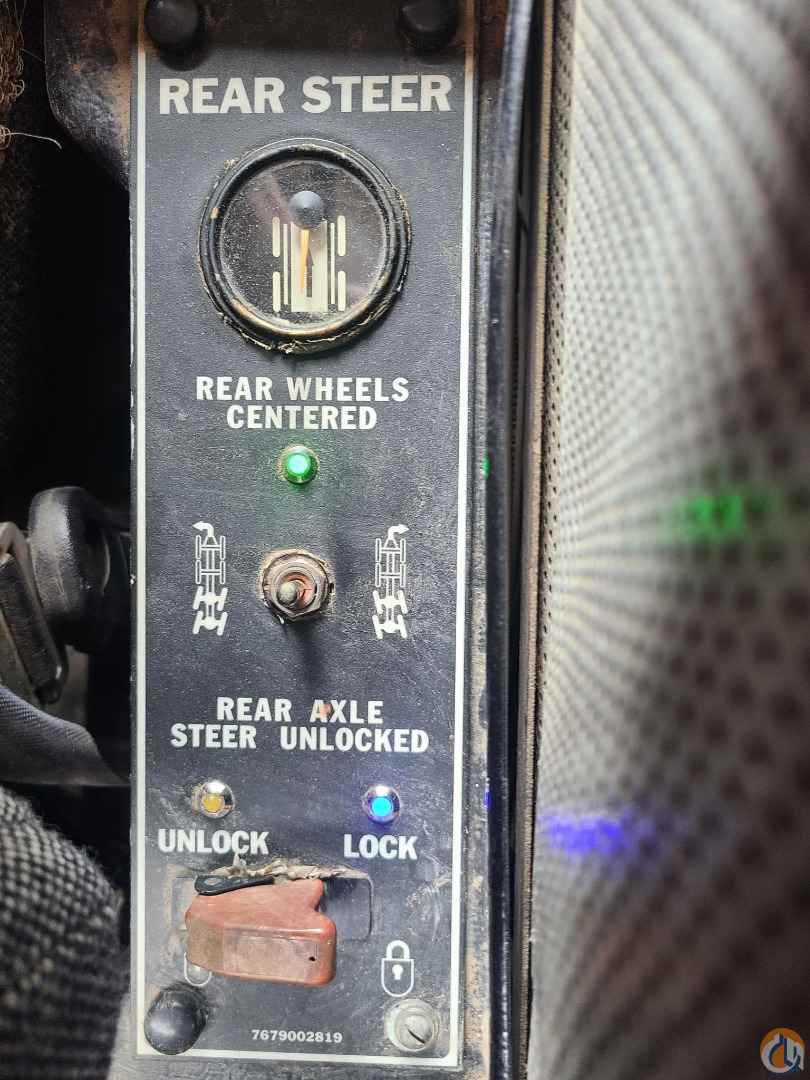 REAR STEER
REAR WHEELS
CENTERED
REAR AXLE
STEER UNLOCKED
UNLOCK LOCK
7679002819